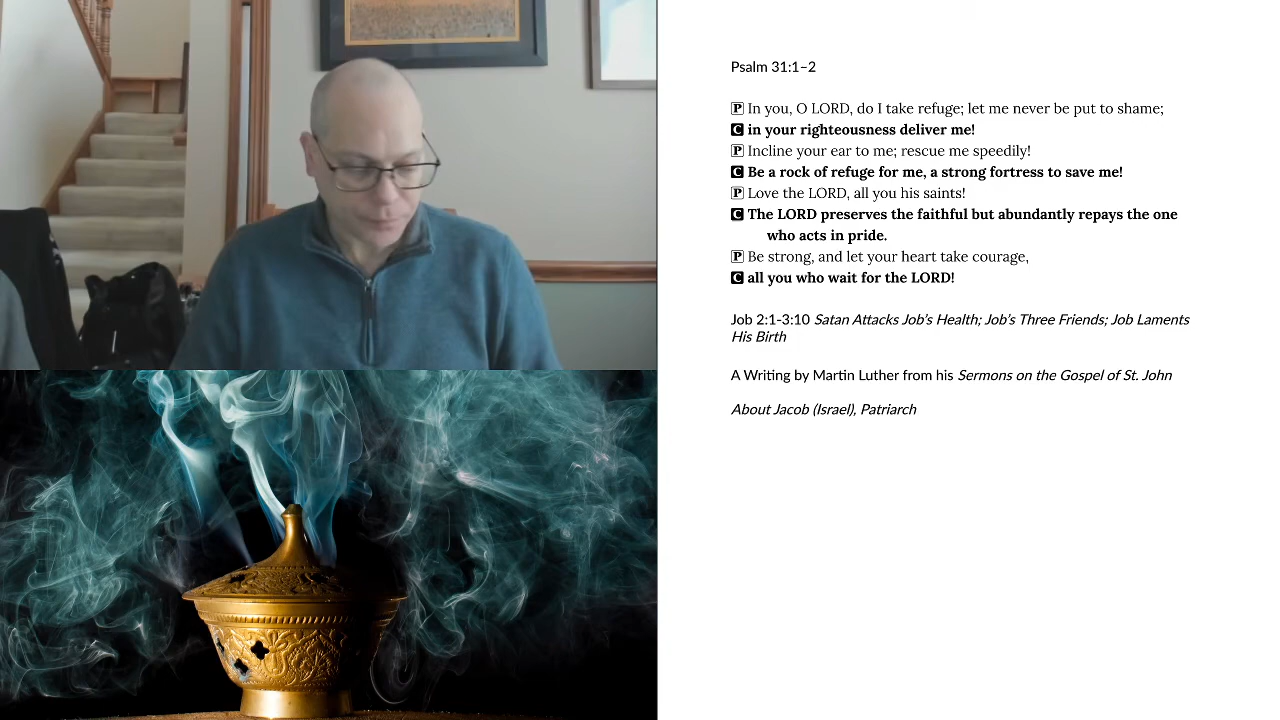 Psalm 31:1–2
P In you, O LORD, do I take refuge; let me never be put to shame;
C in your righteousness deliver me!
P Incline your ear to me; rescue me speedily!
C Be a rock of refuge for me, a strong fortress to save me!
P Love the LORD, all you his saints!
C The LORD preserves the faithful but abundantly repays the one
who acts in pride.
P Be strong, and let your heart take courage,
C all you who wait for the LORD!
Job 2:1-3:10 Satan Attacks Job’s Health; Job’s Three Friends; Job Laments
His Birth
A Writing by Martin Luther from his Sermons on the Gospel of St. John
About Jacob (Israel), Patriarch